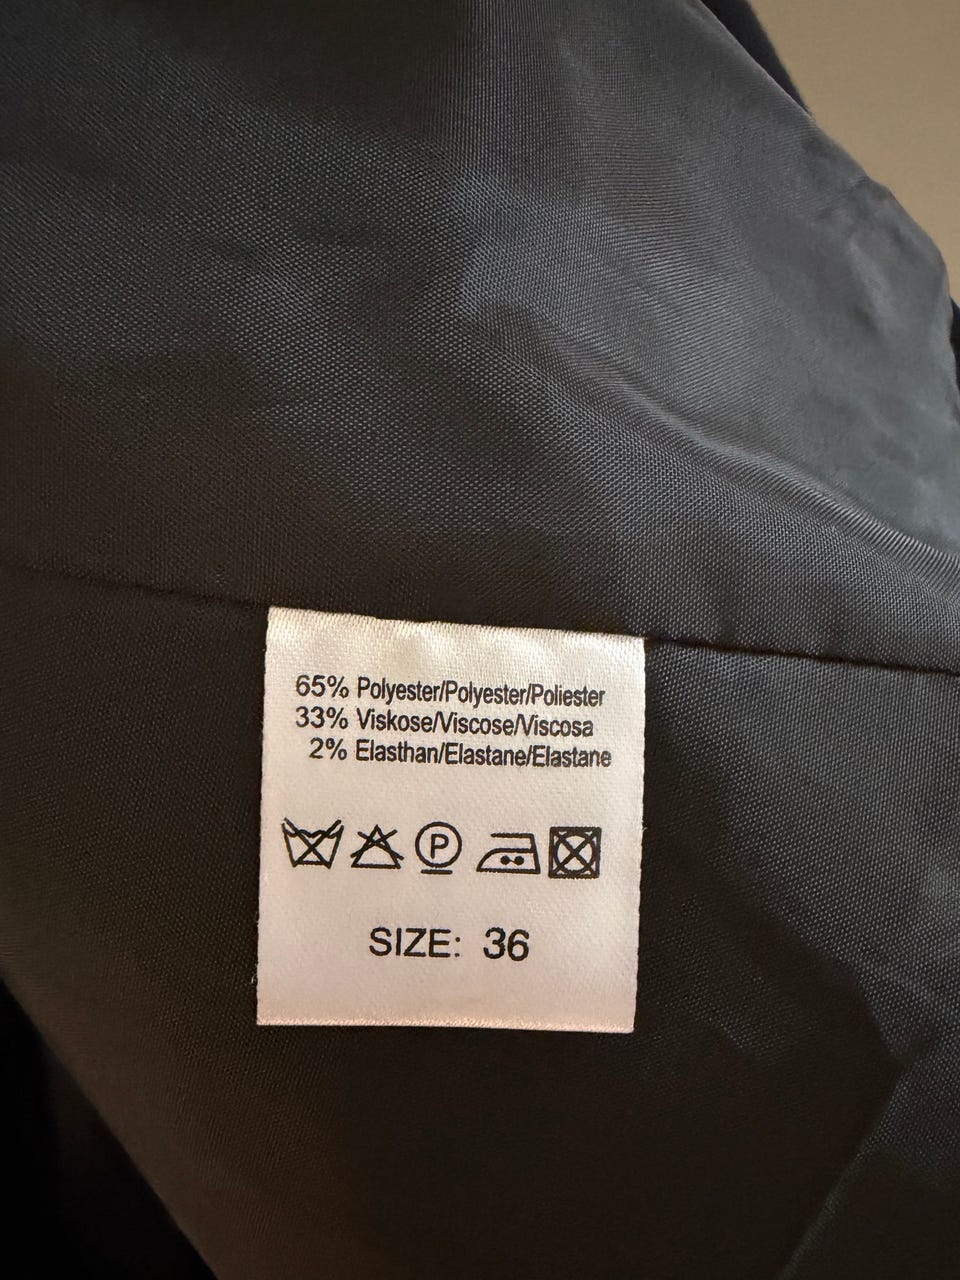 65% Polyester/Polyester/Poliester
33% Viskose/Viscose/Viscosa
2% Elasthan/Elastane/Elastane
P
SIZE: 36